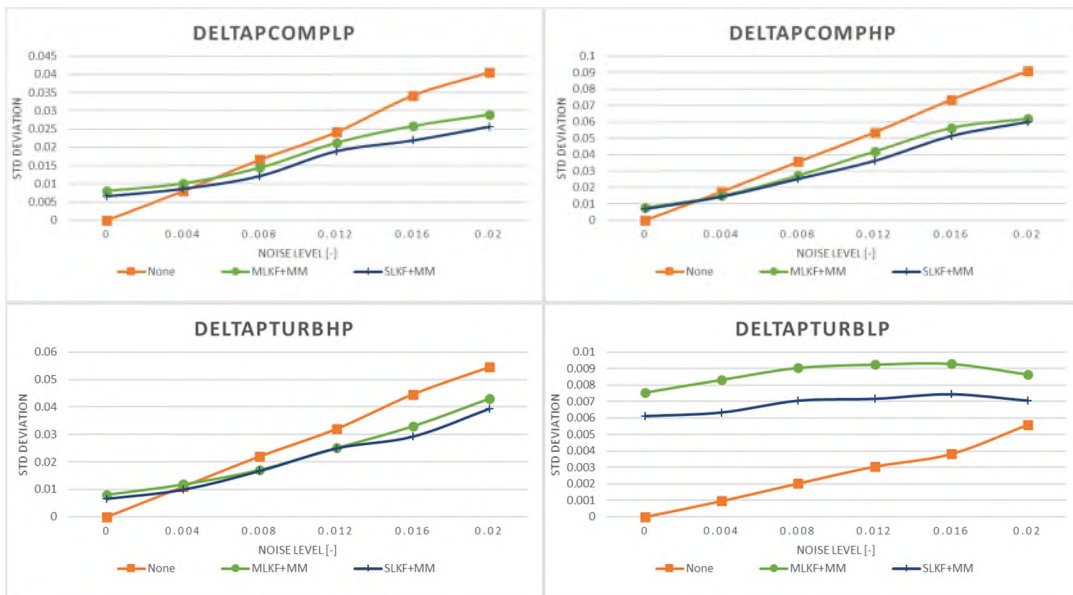 DELTAPCOMPLP
0.045
0.04
0.035
0.03
0.025
0.02
0.015
0.01
0.005
0
STD DEVIATION
0 0.004 0.008 0.012 0.016 0.02
NOISE LEVEL [-]
None MLKF+MM SLKF+MM
DELTAPCOMPHP
0.1
0.09
0.08
0.07
0.06
0.05
0.04
0.03
0.02
0.01
0
STD DEVIATION
0 0.004 0.008 0.012 0.016 0.02
NOISE LEVEL [-]
None MLKF+MM SLKF+MM
DELTAPTURBHP
0.06
0.05
0.04
0.03
0.02
0.01
0
STD DEVIATION
0 0.004 0.008 0.012 0.016 0.02
NOISE LEVEL [-]
None MLKF+MM SLKF+MM
DELTAPTURBLP
0.01
0.009
0.008
0.007
0.006
0.005
0.004
0.003
0.002
0.001
0
STD DEVIATION
0 0.004 0.008 0.012 0.016 0.02
NOISE LEVEL [-]
None MLKF+MM SLKF+MM